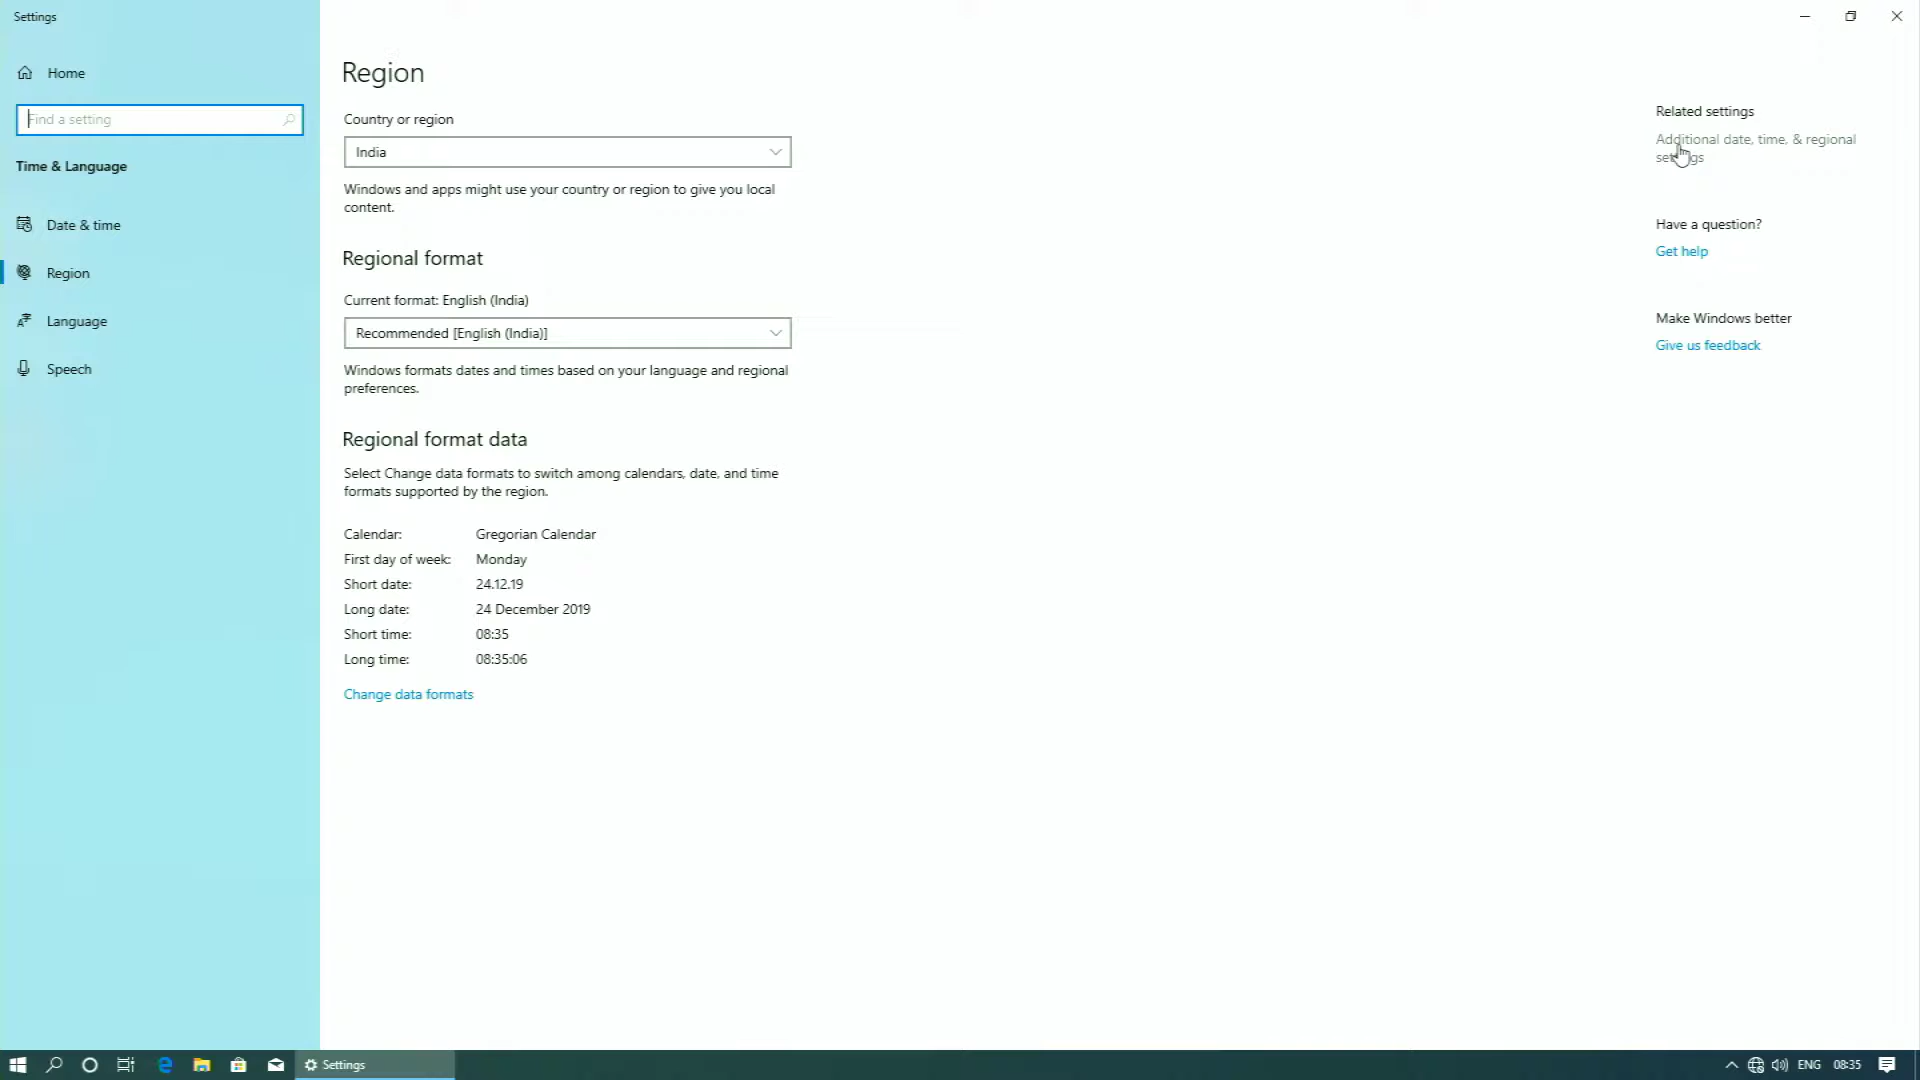 Settings
Home
Find a setting
Time & Language
Date & time
Region
Language
Speech
Region
Country or region
India
Windows and apps might use your country or region to give you local
content.
Regional format
Current format: English (India)
Recommended [English (India)]
Windows formats dates and times based on your language and regional
preferences.
Regional format data
Select Change data formats to switch among calendars, date, and time
formats supported by the region.
Calendar: Gregorian Calendar
First day of week: Monday
Short date: 24.12.19
Long date: 24 December 2019
Short time: 08:35
Long time: 08:35:06
Change data formats
Related settings
Additional date, time, & regional
settings
Have a question?
Get help
Make Windows better
Give us feedback
Settings
ENG 08:35